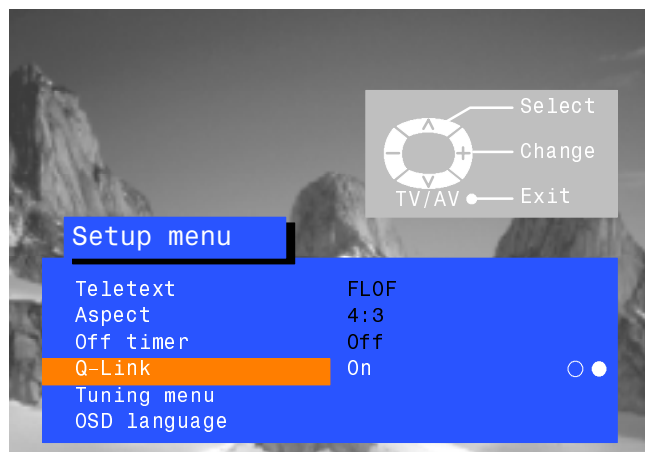 Select
Change
TV/AV Exit
Setup menu
Teletext FLOF
Aspect 4:3
Off timer Off
Q-Link On
Tuning menu
OSD language